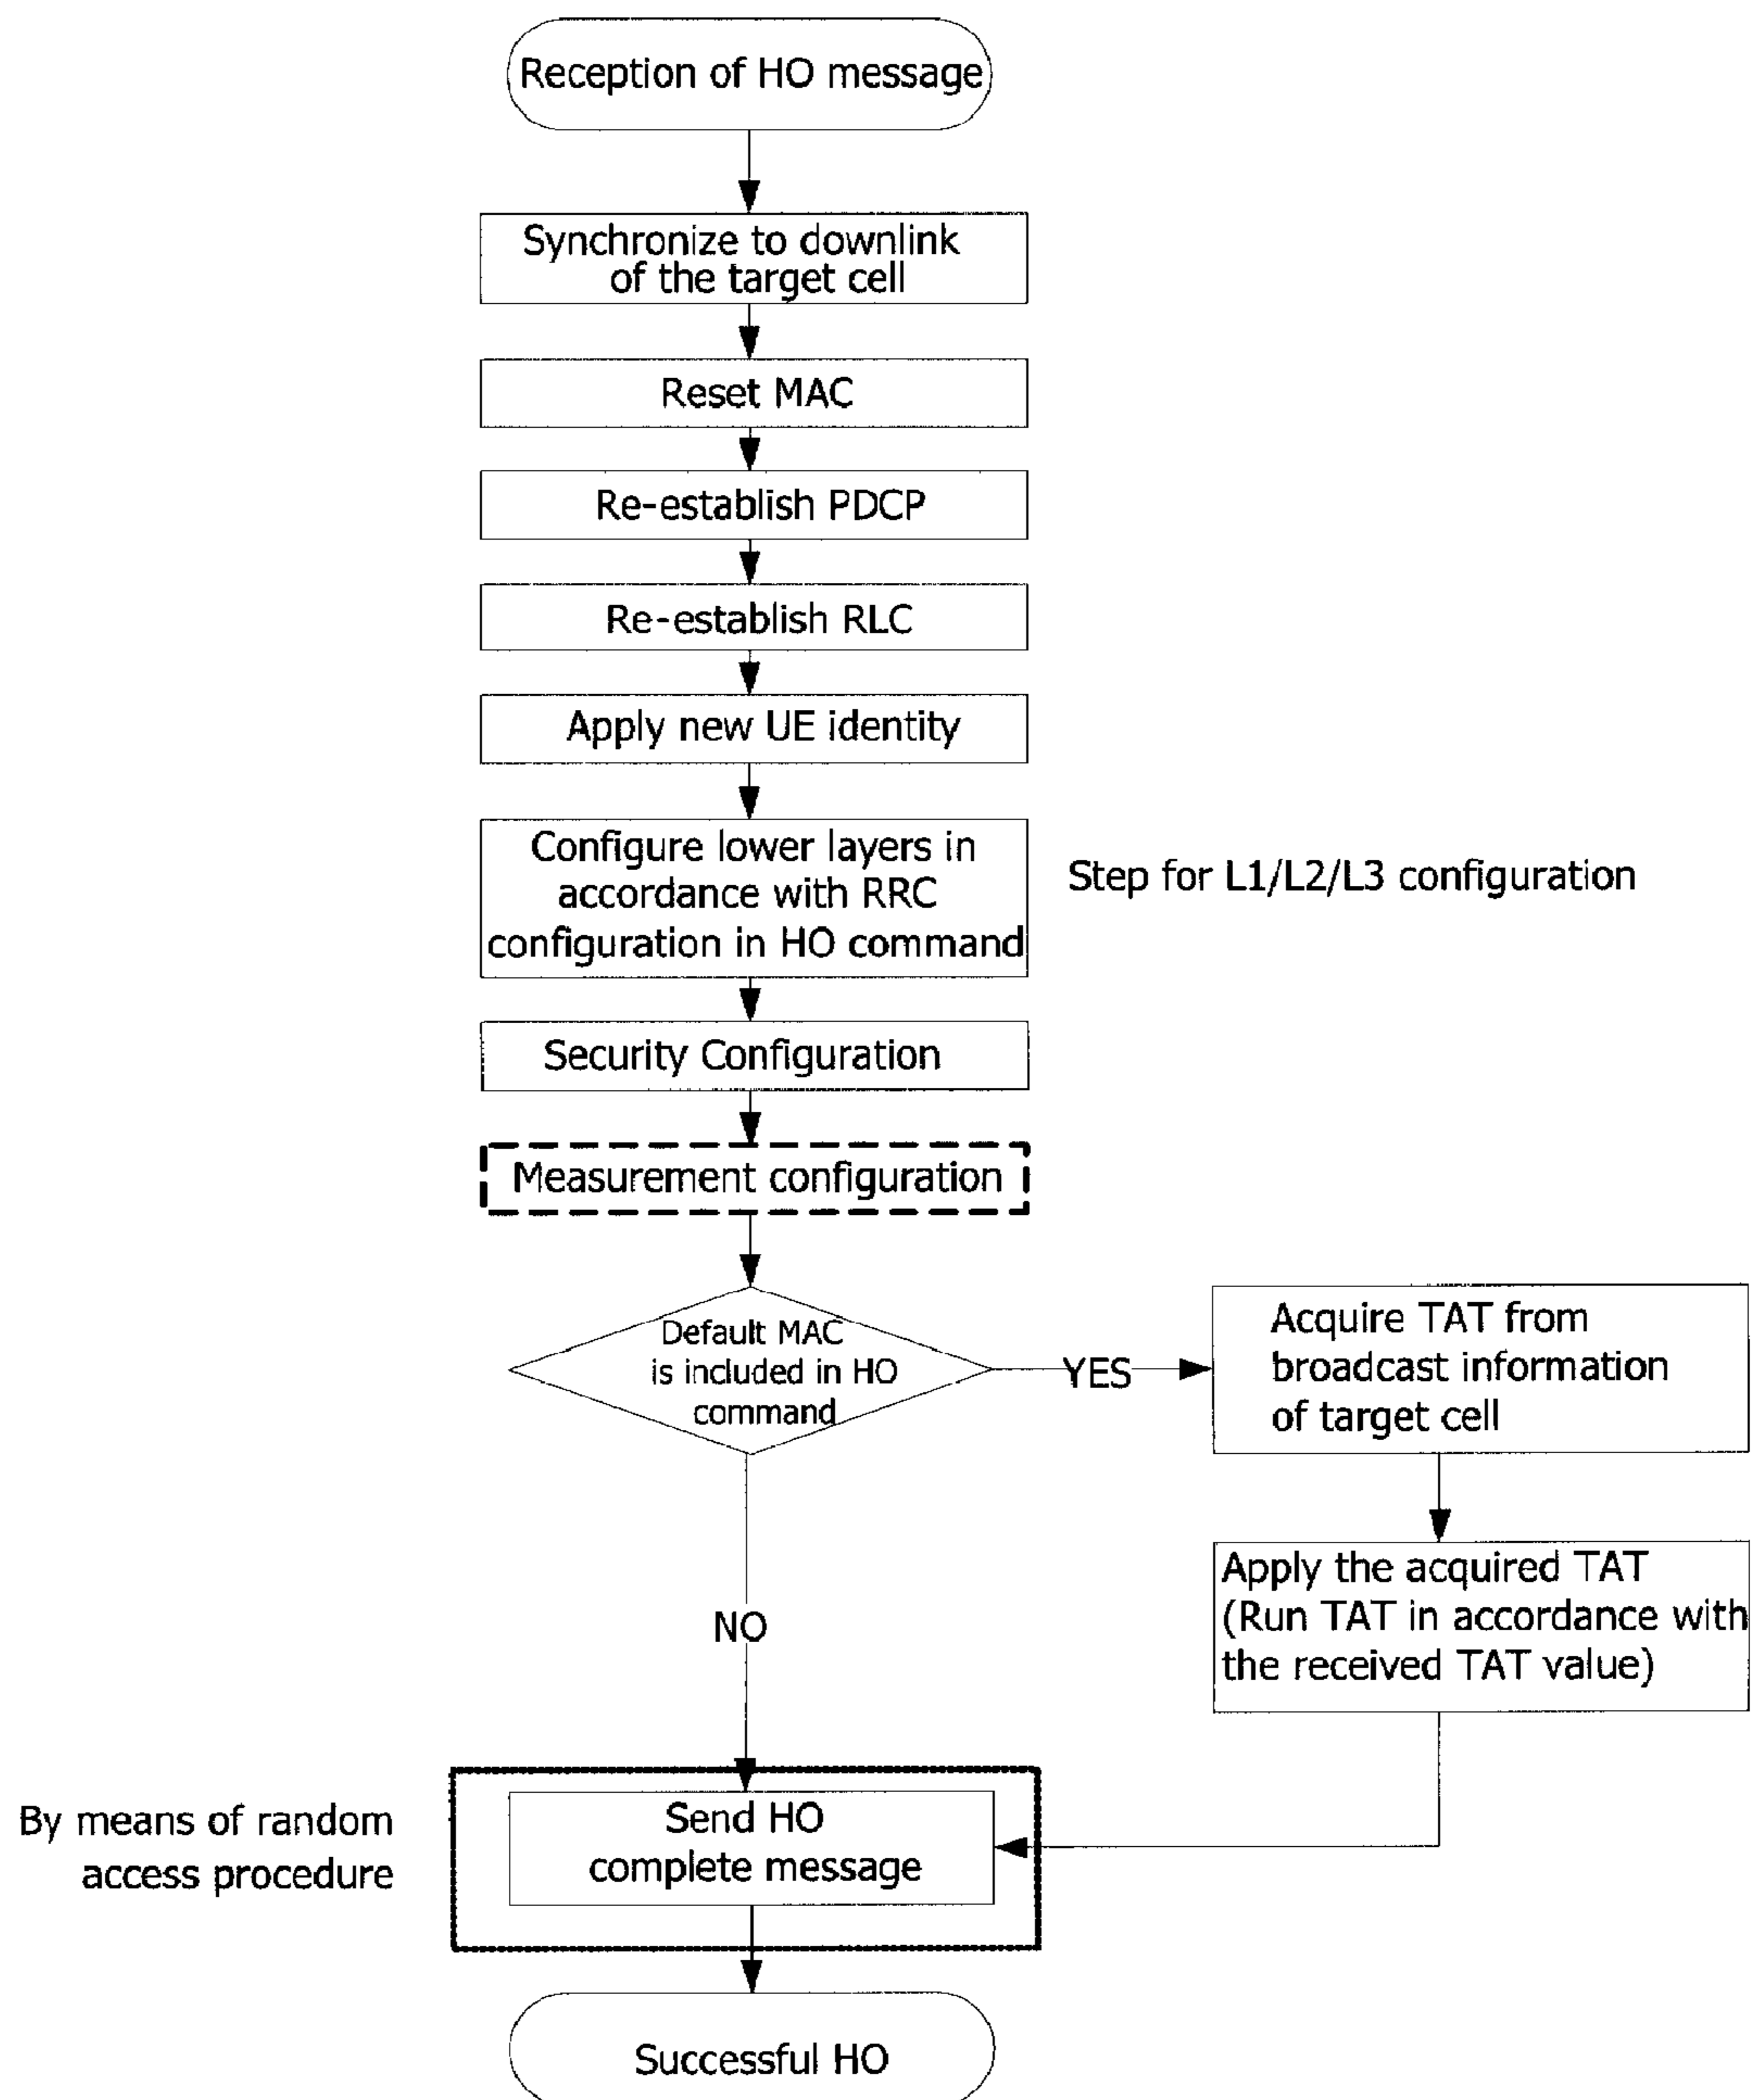 Reception of HO message
Synchronize to downlink
of the target cell
Reset MAC
Re-establish PDCP
Re-establish RLC
Apply new UE identity
Configure lower layers in
accordance with RRC
configuration in HO command
Step for L1/L2/L3 configuration
Security Configuration
Measurement configuration
Default MAC
is included in HO
command
YES
Acquire TAT from
broadcast information
of target cell
Apply the acquired TAT
(Run TAT in accordance with
the received TAT value)
NO
By means of random
access procedure
Send HO
complete message
Successful HO